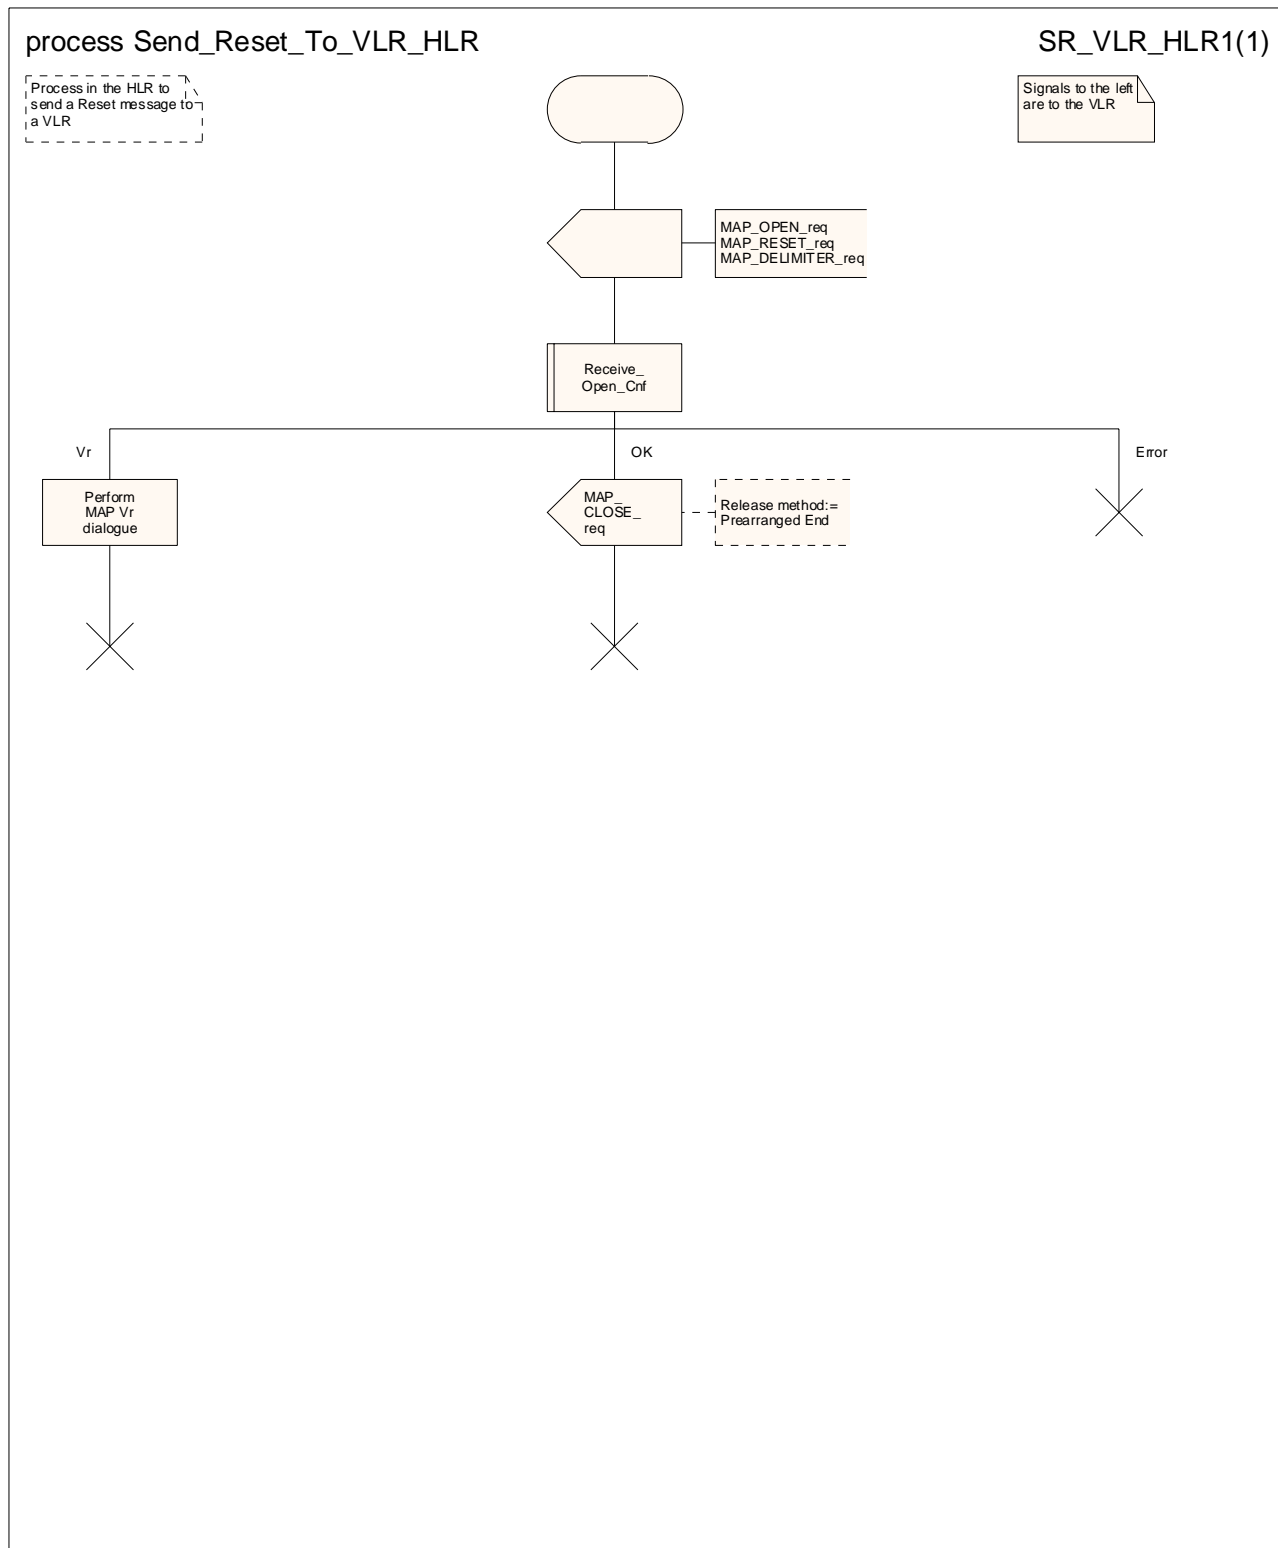 process Send_Reset_To_VLR_HLR
SR_VLR_HLR1(1)
Process in the HLR to
send a Reset message to
a VLR
Signals to the left
are to the VLR
MAP_OPEN_req
MAP_RESET_req
MAP_DELIMITER_req
Receive_
Open_Cnf
Vr
OK
Error
Perform
MAP Vr
dialogue
MAP_
CLOSE_
req
Release method:=
Prearranged End